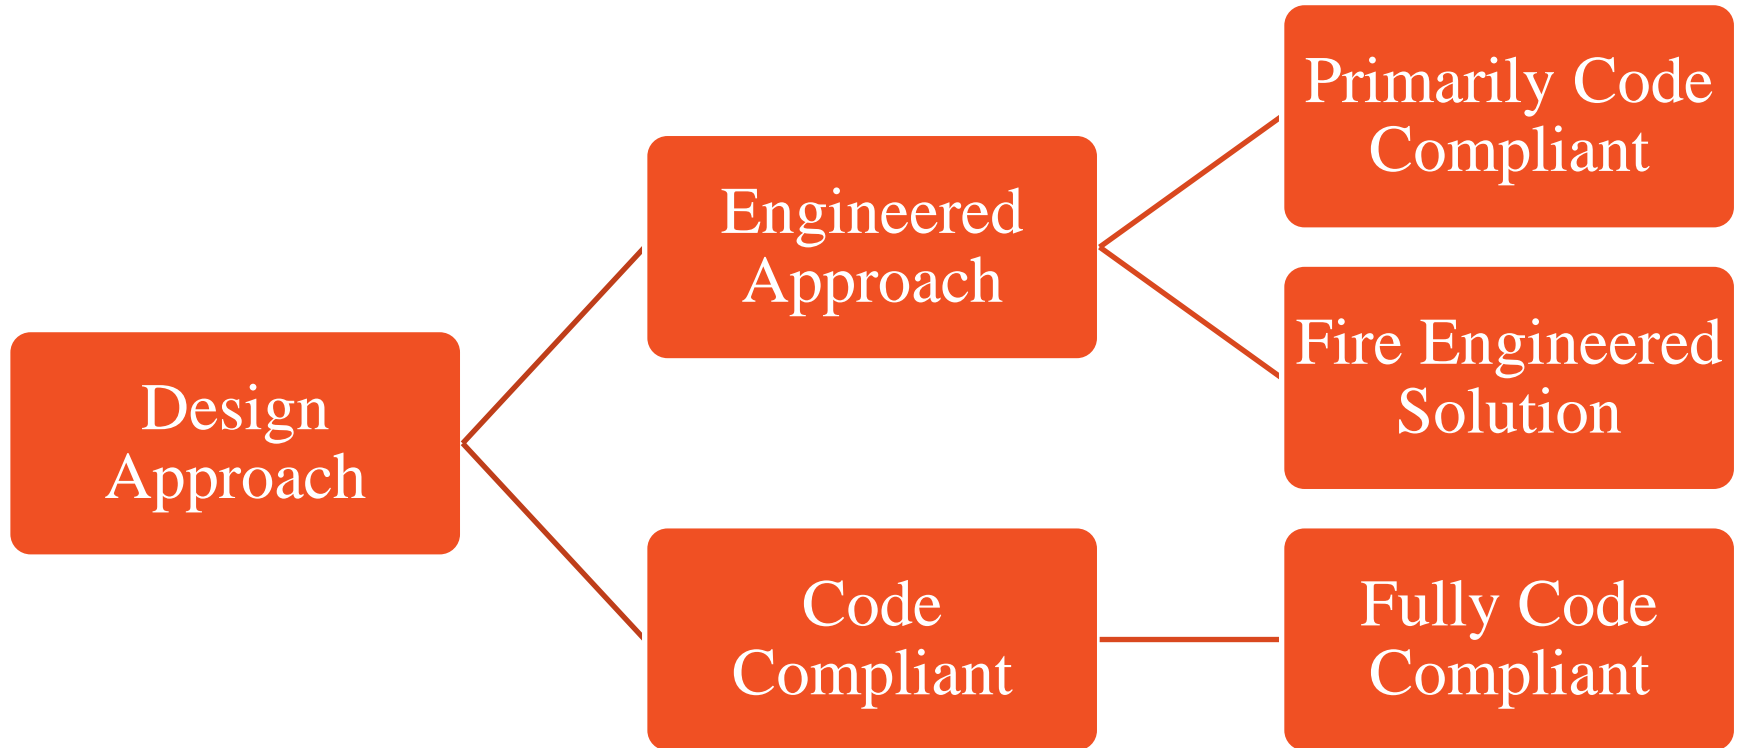 Design
Approach
Engineered
Approach
Primarily Code
Compliant
Fire Engineered
Solution
Code
Compliant
Fully Code
Compliant